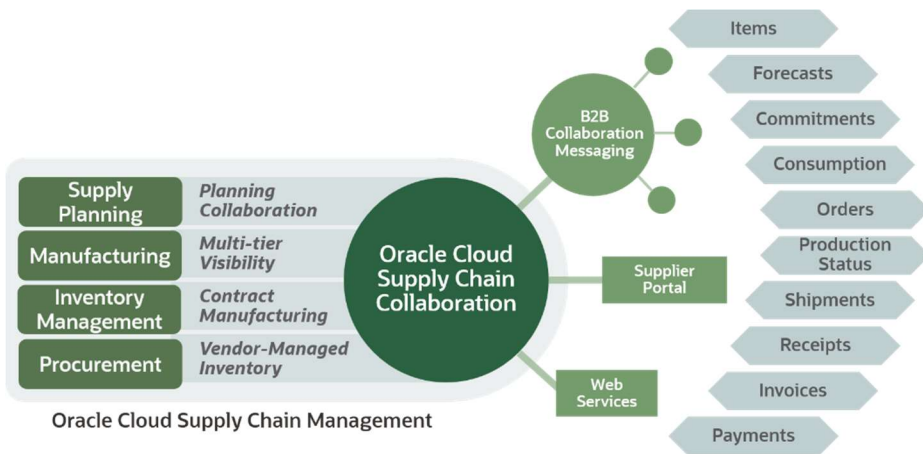 Supply
Planning
Planning
Collaboration
Manufacturing
Multi-tier
Visibility
Inventory
Management
Contract
Manufacturing
Procurement
Vendor-Managed
Inventory
Oracle Cloud Supply Chain Management
Oracle Cloud
Supply Chain
Collaboration
B2B
Collaboration
Messaging
Supplier
Portal
Web
Services
Items
Forecasts
Commitments
Consumption
Orders
Production
Status
Shipments
Receipts
Invoices
Payments